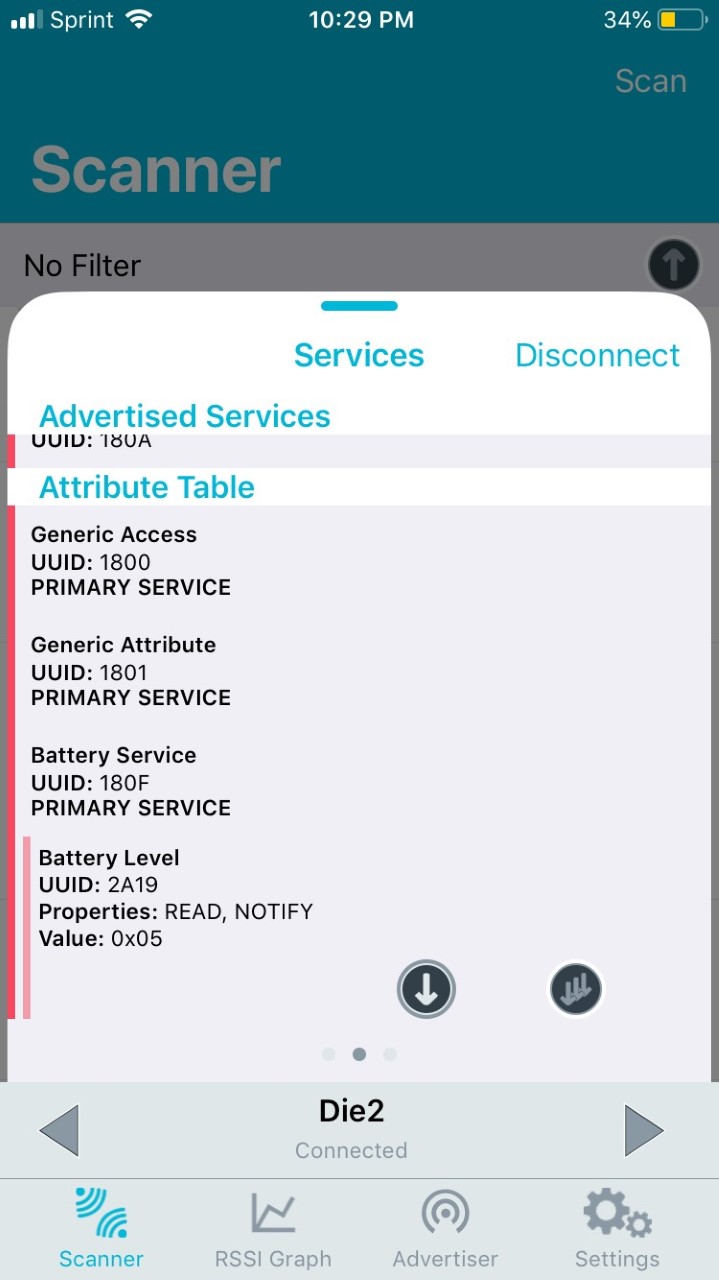 Sprint 10:29 PM 34%
Scan
Scanner
No Filter
Services Disconnect
Advertised Services
UUID: 180A
Attribute Table
Generic Access
UUID: 1800
PRIMARY SERVICE
Generic Attribute
UUID: 1801
PRIMARY SERVICE
Battery Service
UUID: 180F
PRIMARY SERVICE
Battery Level
UUID: 2A19
Properties: READ, NOTIFY
Value: 0x05
Die2
Connected
Scanner RSSI Graph Advertiser Settings